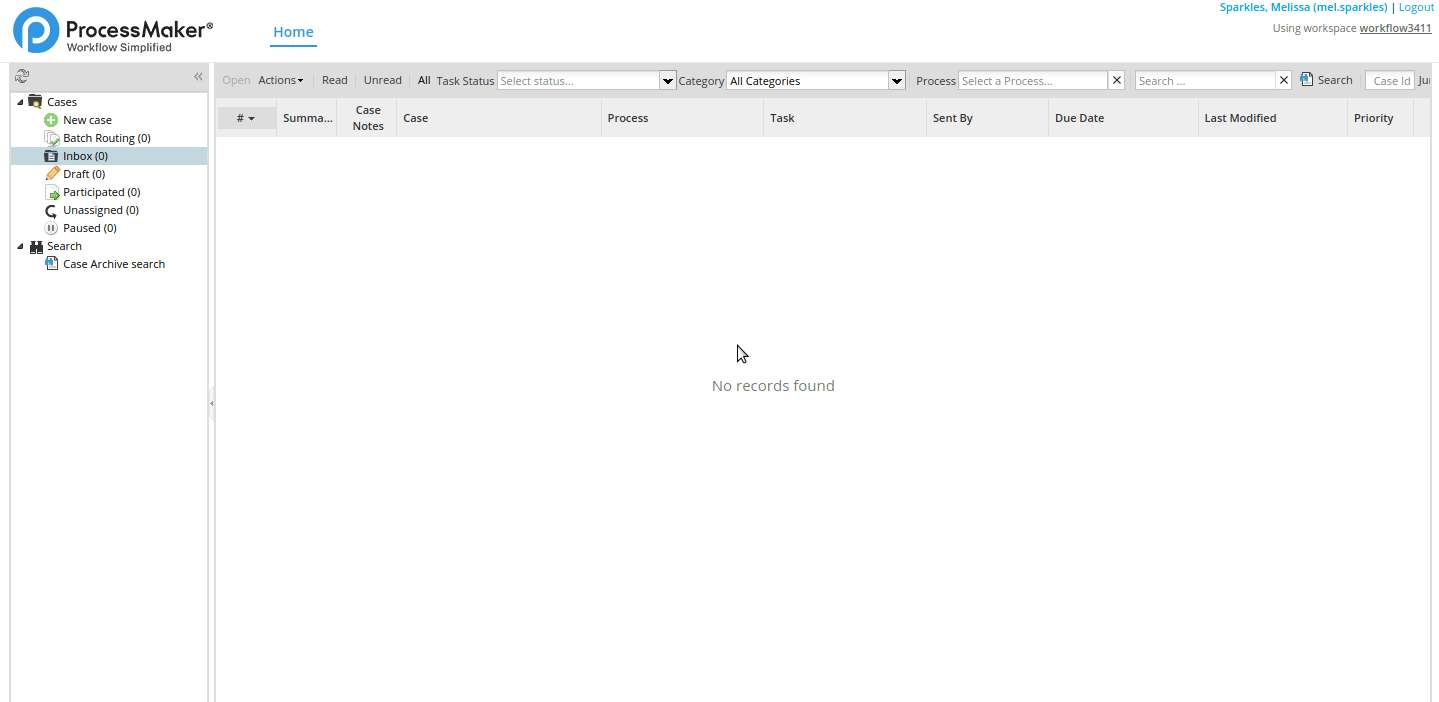 Sparkles, Melissa (mel.sparkles) | Logout
ProcessMaker®
Workflow Simplified
Home
Using workspace workflow3411
Open Actions Read Unread All Task Status Select status... Category All Categories Process Select a Process... Search ... Search Case Id
Cases
New case
Batch Routing (0)
Inbox (0)
Draft (0)
Participated (0)
Unassigned (0)
Paused (0)
Search
Case Archive search
# Summa... Case Notes Case Process Task Sent By Due Date Last Modified Priority
No records found